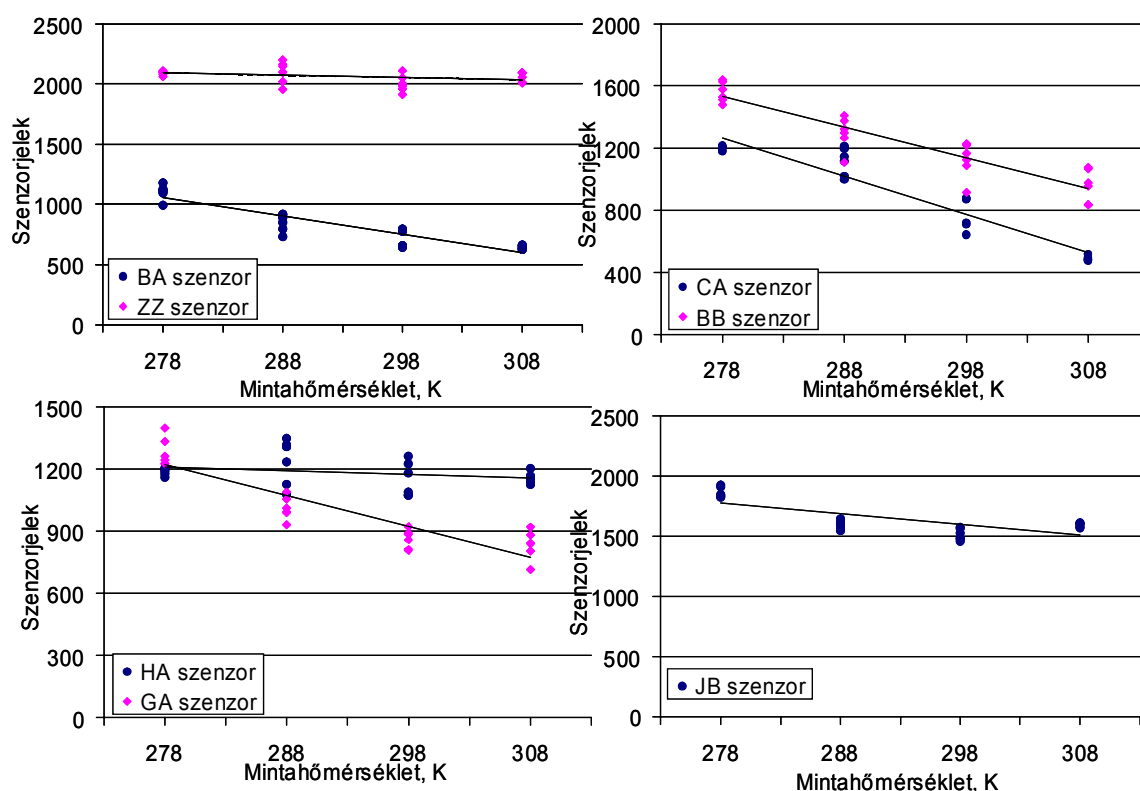 2500
2000
1500
1000
500
0
Szenzorjelek
BA szenzor
ZZ szenzor
278 288 298 308
Mintahőmérséklet, K
2000
1600
1200
800
400
0
Szenzorjelek
CA szenzor
BB szenzor
278 288 298 308
Mintahőmérséklet, K
1500
1200
900
600
300
0
Szenzorjelek
HA szenzor
GA szenzor
278 288 298 308
Mintahőmérséklet, K
2500
2000
1500
1000
500
0
Szenzorjelek
JB szenzor
278 288 298 308
Mintahőmérséklet, K